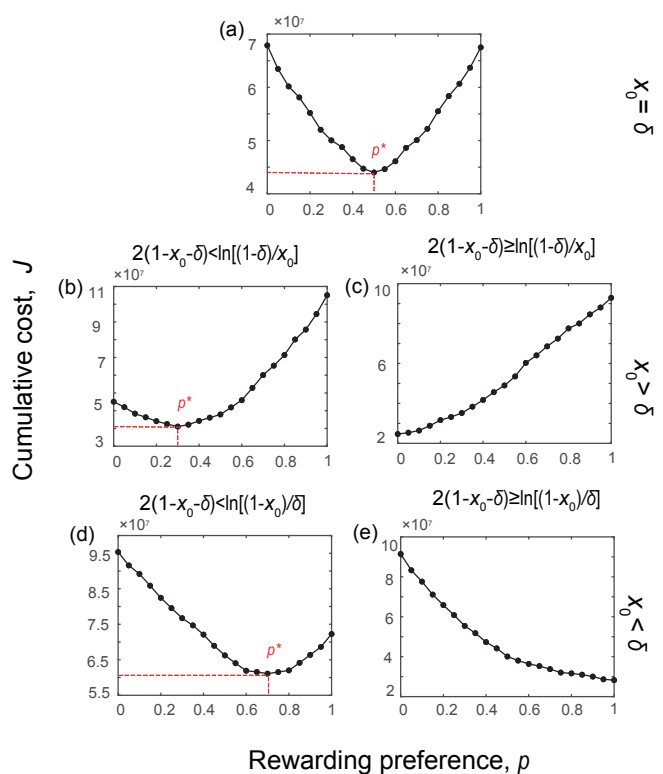 (a)
×10⁷
7
6
5
4
p*
0 0.2 0.4 0.6 0.8 1
x₀ = δ
2(1-x₀-δ)<ln[(1-δ)/x₀]
2(1-x₀-δ)≥ln[(1-δ)/x₀]
(b)
×10⁷
11
9
7
5
3
p*
0 0.2 0.4 0.6 0.8 1
(c)
×10⁷
10
8
6
4
2
0 0.2 0.4 0.6 0.8 1
x₀ > δ
Cumulative cost, J
2(1-x₀-δ)<ln[(1-x₀)/δ]
2(1-x₀-δ)≥ln[(1-x₀)/δ]
(d)
×10⁷
9.5
8.5
7.5
6.5
5.5
p*
0 0.2 0.4 0.6 0.8 1
(e)
×10⁷
10
8
6
4
2
0 0.2 0.4 0.6 0.8 1
x₀ < δ
Rewarding preference, p